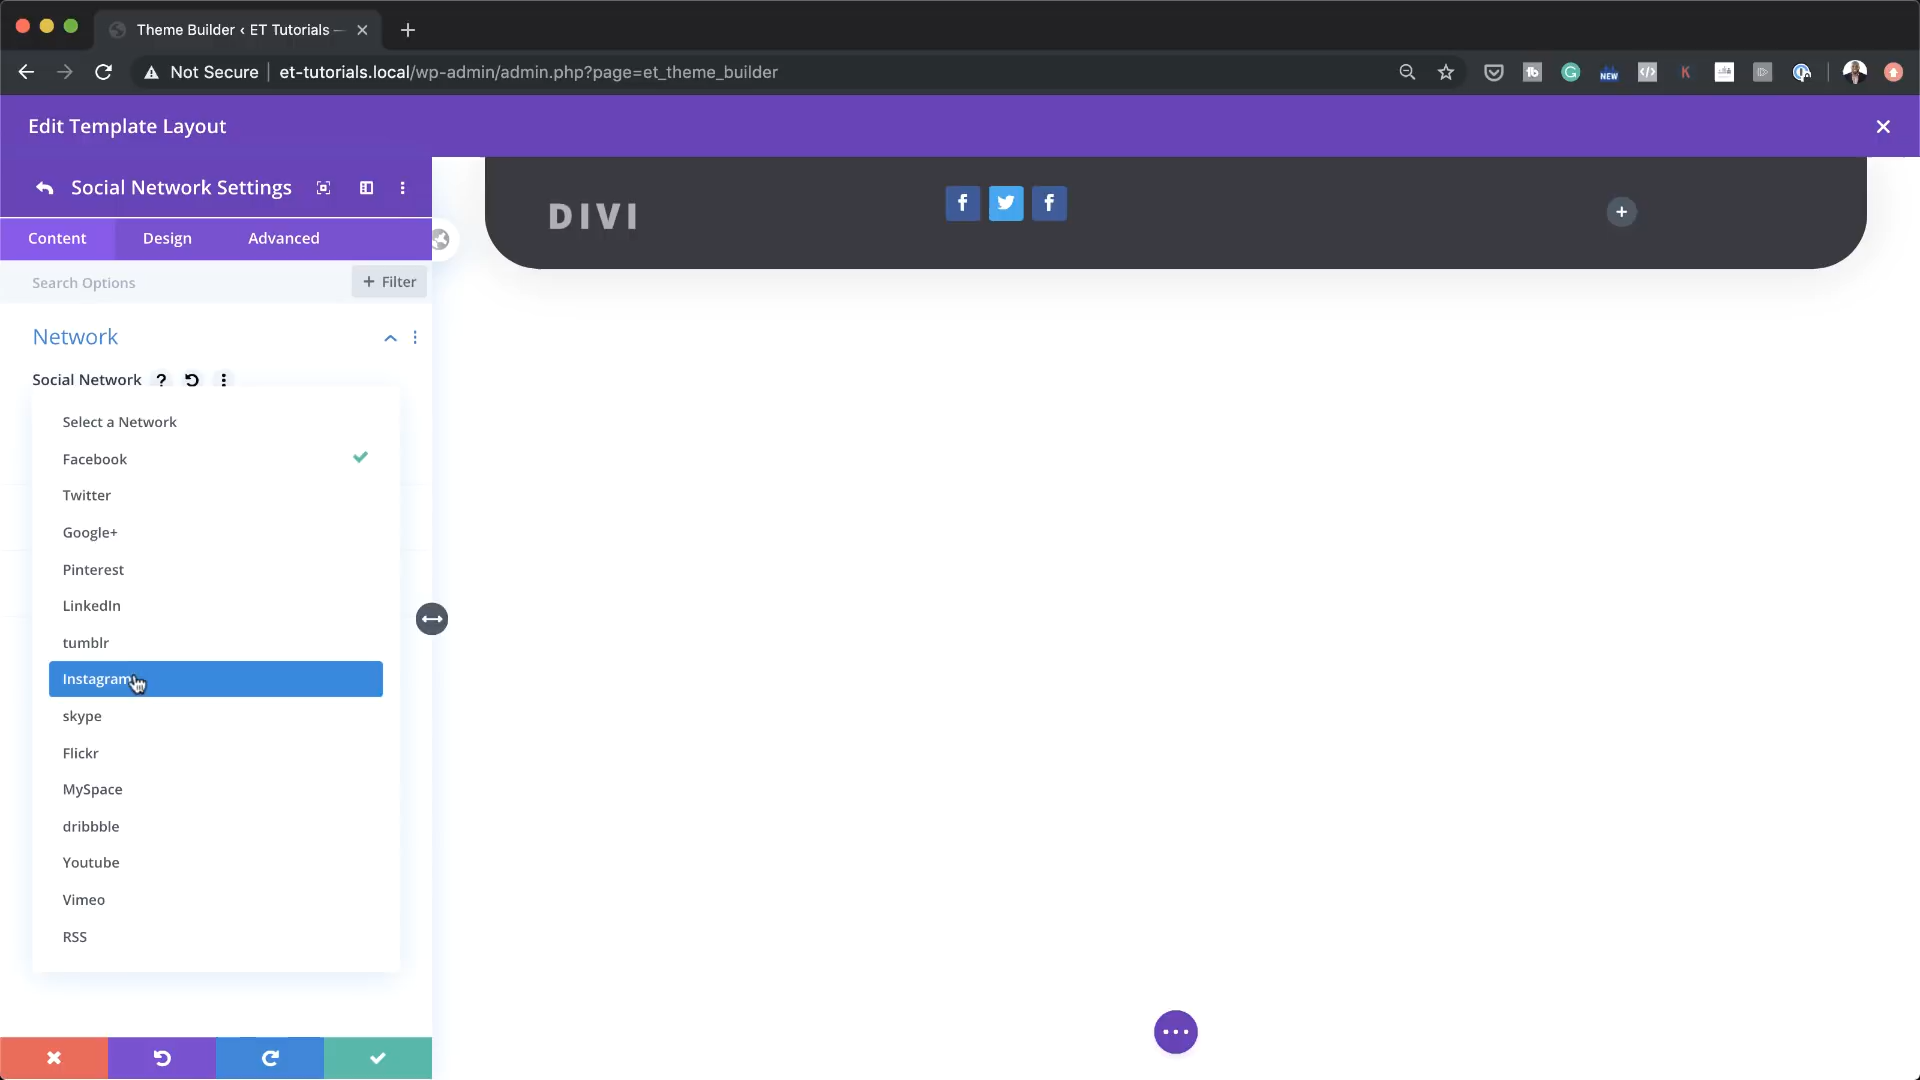 Theme Builder ‹ ET Tutorials —
Not Secure
et-tutorials.local/wp-admin/admin.php?page=et_theme_builder
NEW
K
Edit Template Layout
Social Network Settings
Content
Design
Advanced
Search Options
+ Filter
Network
Social Network
Select a Network
Facebook
Twitter
Google+
Pinterest
LinkedIn
tumblr
Instagram
skype
Flickr
MySpace
dribbble
Youtube
Vimeo
RSS
DIVI